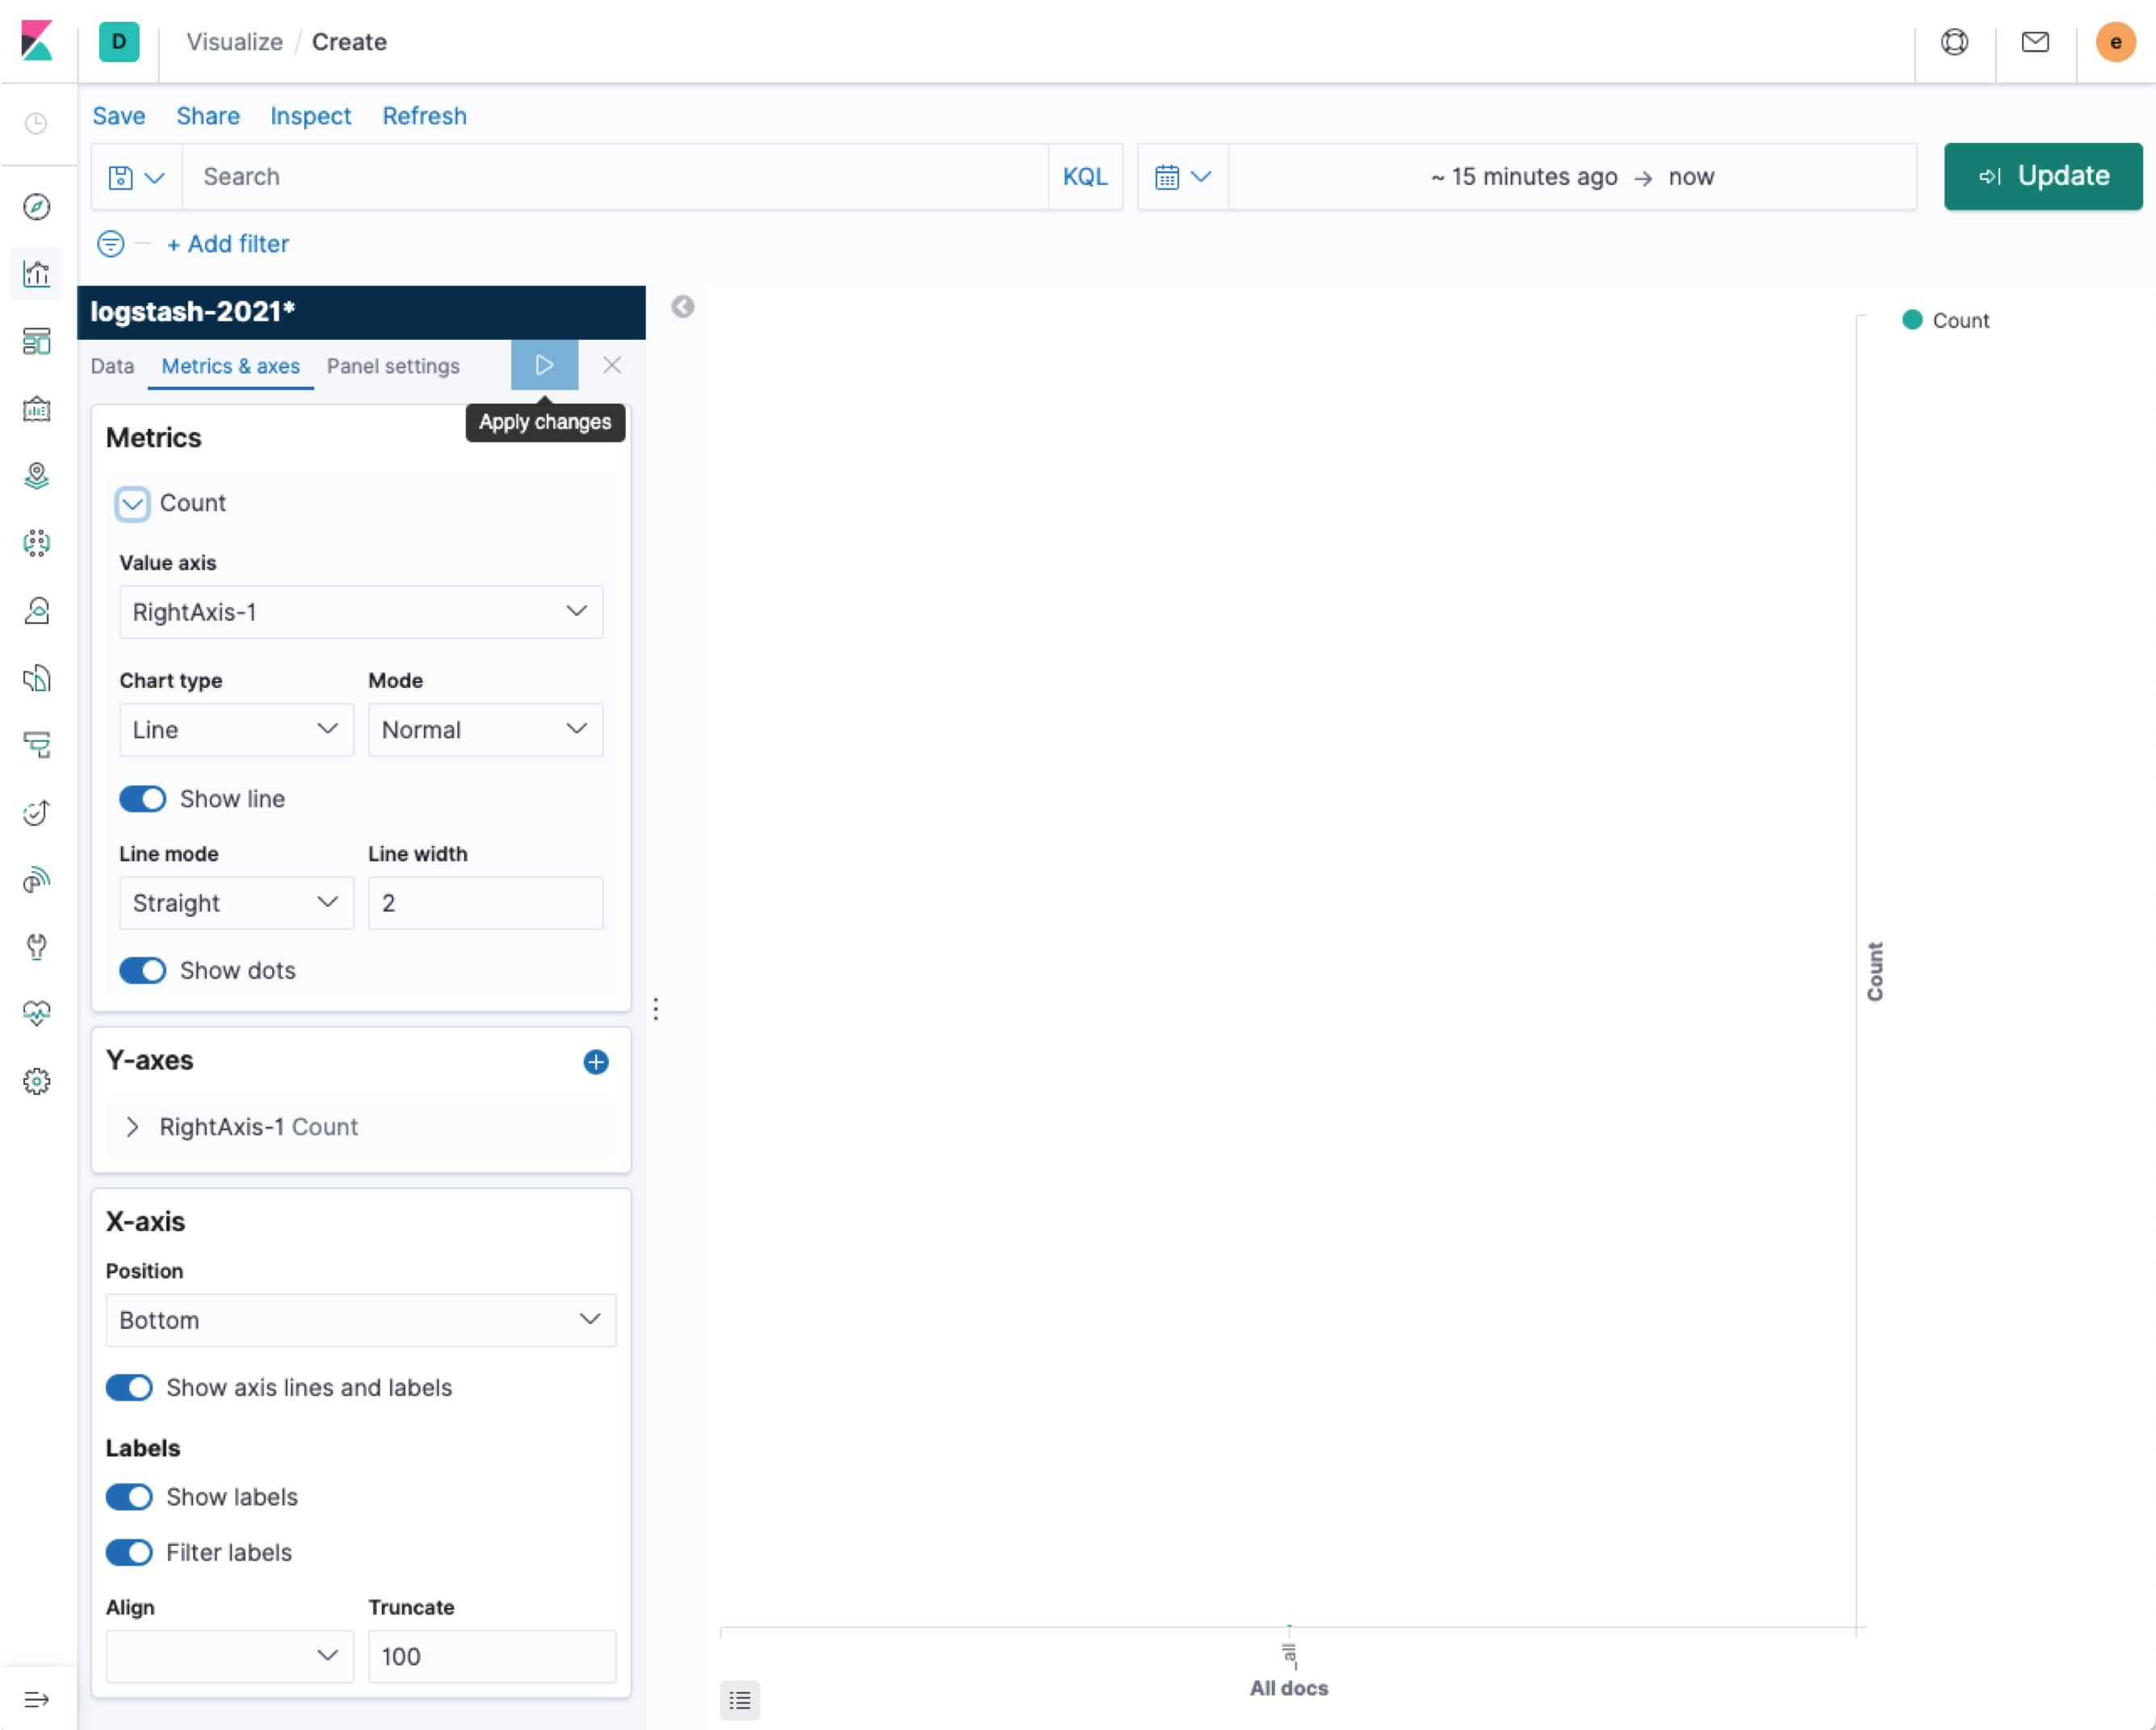 D Visualize / Create e
Save Share Inspect Refresh
Search KQL ~ 15 minutes ago → now Update
+ Add filter
logstash-2021*
Data Metrics & axes Panel settings
Apply changes
Metrics
Count
Value axis
RightAxis-1
Chart type Mode
Line Normal
Show line
Line mode Line width
Straight 2
Show dots
Y-axes
RightAxis-1 Count
X-axis
Position
Bottom
Show axis lines and labels
Labels
Show labels
Filter labels
Align Truncate
100
Count
Count
_all
All docs